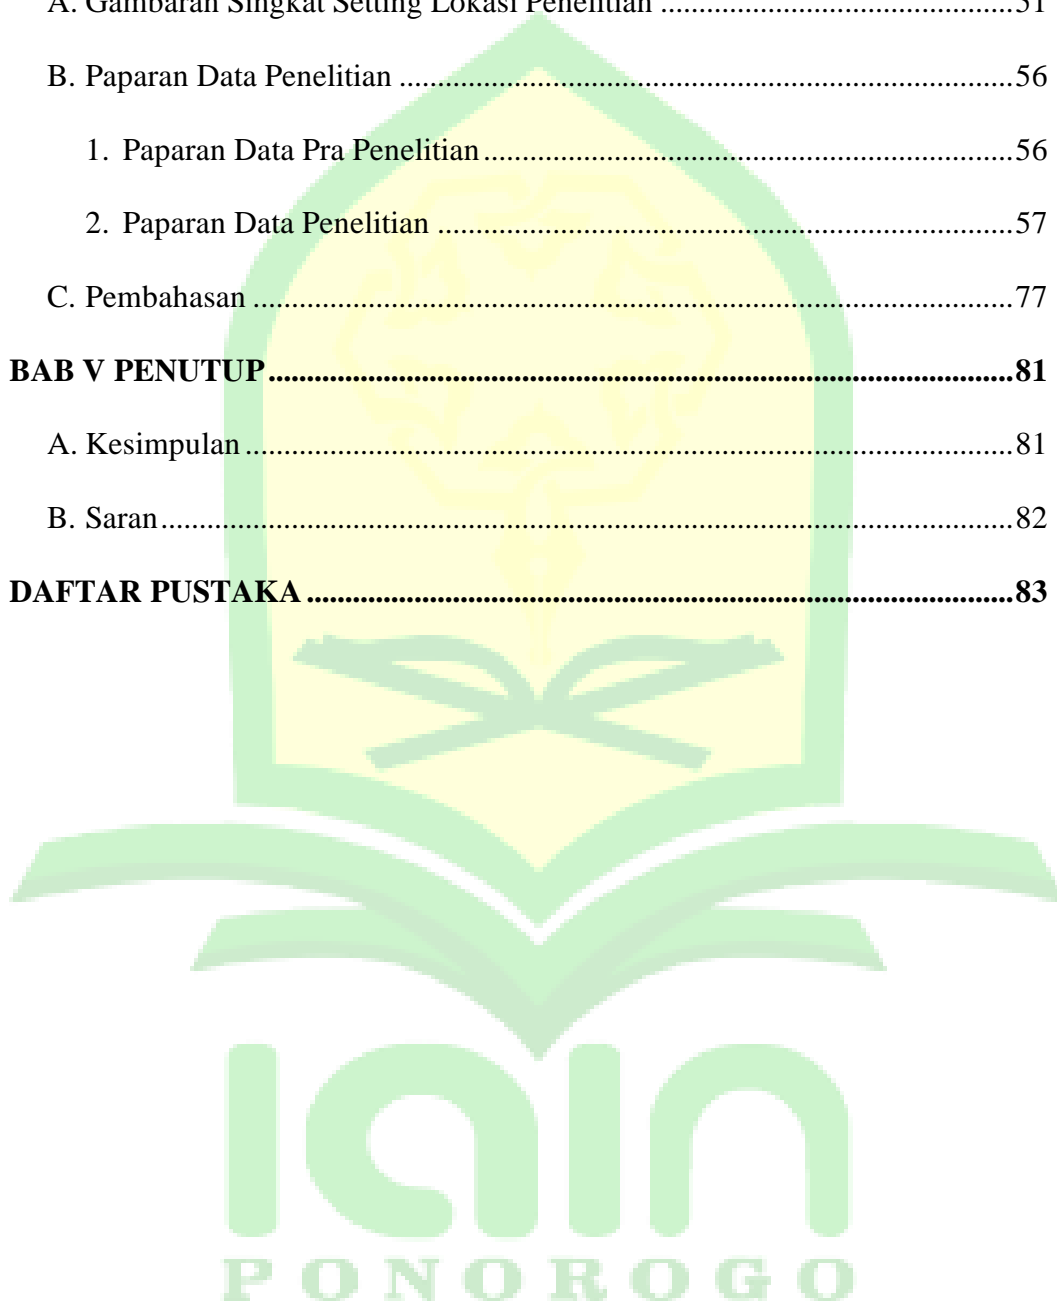 A. Gambaran Singkat Setting Lokasi Penelitian ..............................................51
B. Paparan Data Penelitian ................................................................................56
1. Paparan Data Pra Penelitian.....................................................................56
2. Paparan Data Penelitian ...........................................................................57
C. Pembahasan ...................................................................................................77
BAB V PENUTUP................................................................................................81
A. Kesimpulan ....................................................................................................81
B. Saran...............................................................................................................82
DAFTAR PUSTAKA ...........................................................................................83
iain
PONOROGO